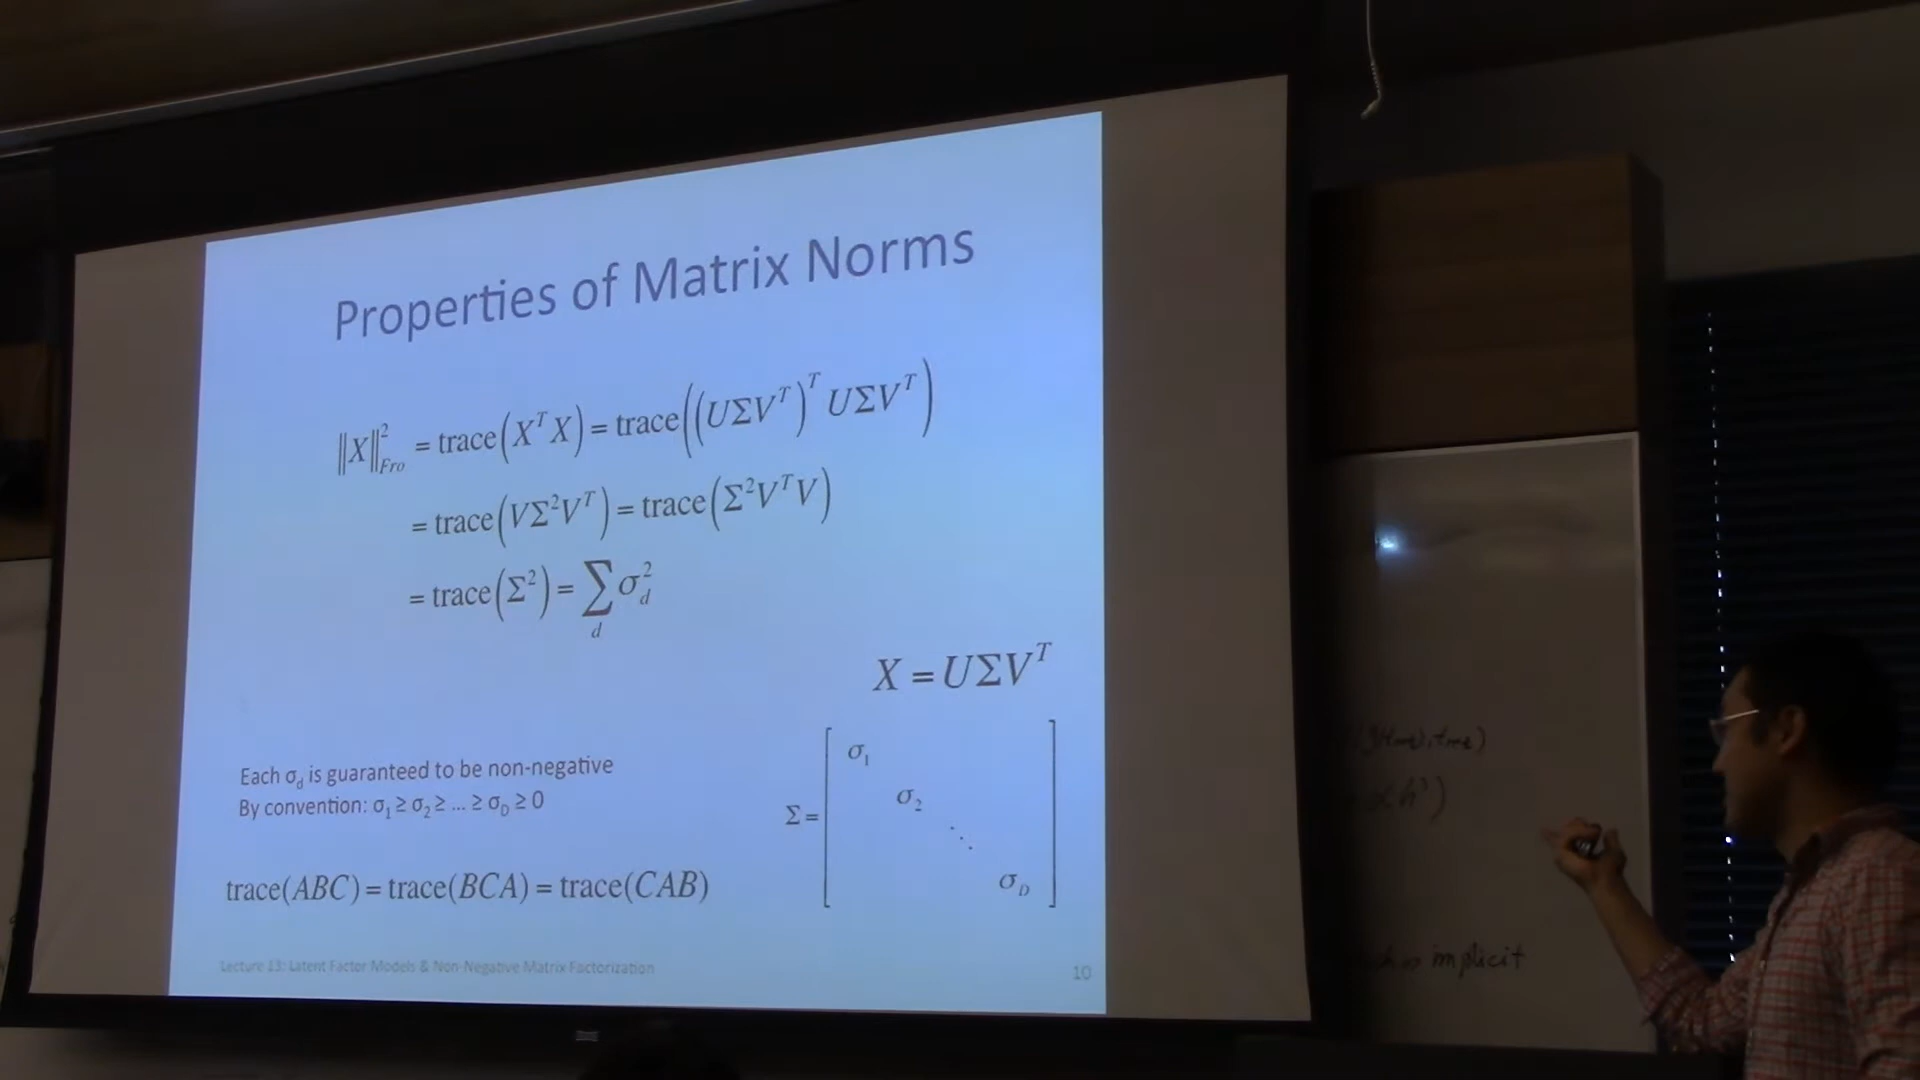 Properties of Matrix Norms
‖X‖²_Fro = trace(XᵀX) = trace((UΣVᵀ)ᵀ UΣVᵀ)
= trace(VΣ²Vᵀ) = trace(Σ²VᵀV)
= trace(Σ²) = ∑_d σ_d²
X = UΣVᵀ
Σ = [ σ₁ σ₂ ⋱ σ_D ]
Each σ_d is guaranteed to be non-negative
By convention: σ₁ ≥ σ₂ ≥ ... ≥ σ_D ≥ 0
trace(ABC) = trace(BCA) = trace(CAB)
Lecture 13: Latent Factor Models & Non-Negative Matrix Factorization
10
implicit